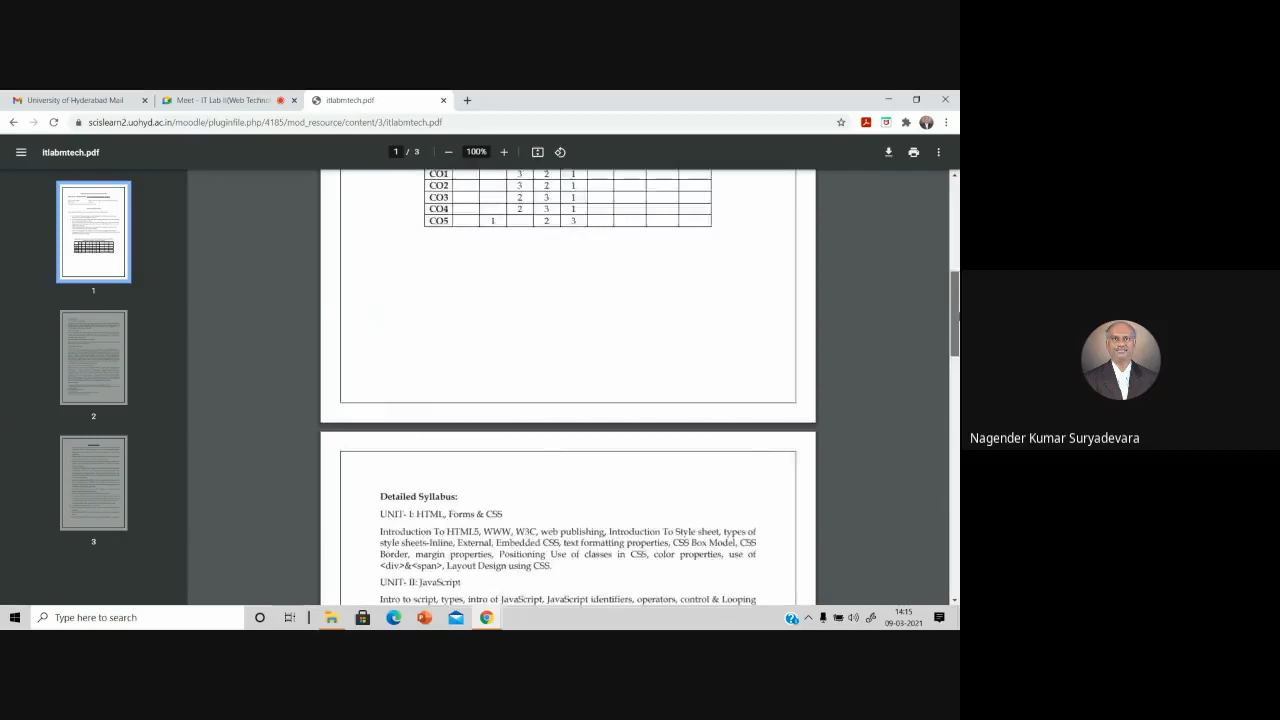 University of Hyderabad Mail
Meet - IT Lab II(Web Techno
itlabmtech.pdf
scislearn2.uohyd.ac.in/moodle/pluginfile.php/4185/mod_resource/content/3/itlabmtech.pdf
itlabmtech.pdf
1 / 3
100%
CO1 3 2 1
CO2 3 2 1
CO3 2 3 1
CO4 2 3 1
CO5 1 2 3
1
2
3
Detailed Syllabus:
UNIT- I: HTML, Forms & CSS
Introduction To HTML5, WWW, W3C, web publishing, Introduction To Style sheet, types of
style sheets-Inline, External, Embedded CSS, text formatting properties, CSS Box Model, CSS
Border, margin properties, Positioning Use of classes in CSS, color properties, use of
<div>&<span>, Layout Design using CSS.
UNIT- II: JavaScript
Intro to script, types, intro of JavaScript, JavaScript identifiers, operators, control & Looping
Type here to search
14:15
09-03-2021
Nagender Kumar Suryadevara